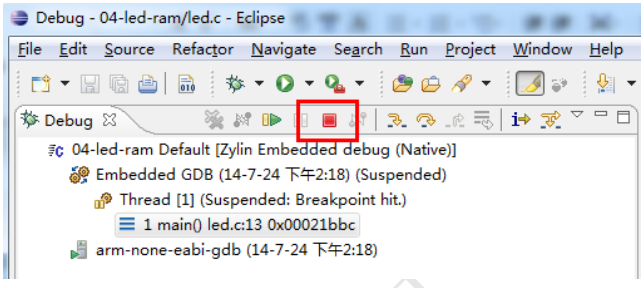 Debug - 04-led-ram/led.c - Eclipse
File Edit Source Refactor Navigate Search Run Project Window Help
Debug
04-led-ram Default [Zylin Embedded debug (Native)]
Embedded GDB (14-7-24 下午2:18) (Suspended)
Thread [1] (Suspended: Breakpoint hit.)
1 main() led.c:13 0x00021bbc
arm-none-eabi-gdb (14-7-24 下午2:18)